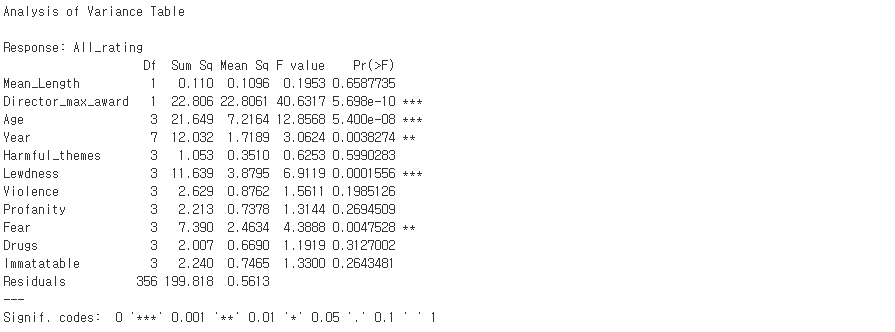 Analysis of Variance Table

Response: All_rating
                    Df  Sum Sq Mean Sq F value    Pr(>F)
Mean_Length          1   0.110  0.1096  0.1953 0.6587735
Director_max_award   1  22.806 22.8061 40.6317 5.698e-10 ***
Age                  3  21.649  7.2164 12.8568 5.400e-08 ***
Year                 7  12.032  1.7189  3.0624 0.0038274 **
Harmful_themes       3   1.053  0.3510  0.6253 0.5990283
Lewdness             3  11.639  3.8795  6.9119 0.0001556 ***
Violence             3   2.629  0.8762  1.5611 0.1985126
Profanity            3   2.213  0.7378  1.3144 0.2694509
Fear                 3   7.390  2.4634  4.3888 0.0047528 **
Drugs                3   2.007  0.6690  1.1919 0.3127002
Immatatable          3   2.240  0.7465  1.3300 0.2643481
Residuals          356 199.818  0.5613
---
Signif. codes:  0 '***' 0.001 '**' 0.01 '*' 0.05 '.' 0.1 ' ' 1